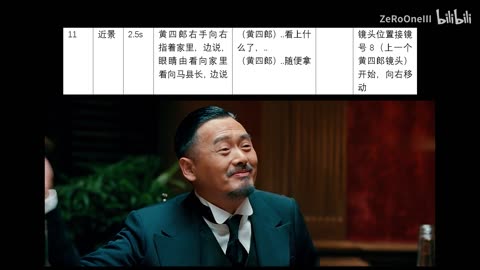 ZeRoOneIII bilibili
11
近景
2.5s
黄四郎右手向右
指着家里，边说，
眼睛由看向家里
看向马县长，边说
（黄四郎）..看上什
么了，..
（黄四郎）..随便拿
镜头位置接镜
号 8（上一个
黄四郎镜头）
开始，向右移
动